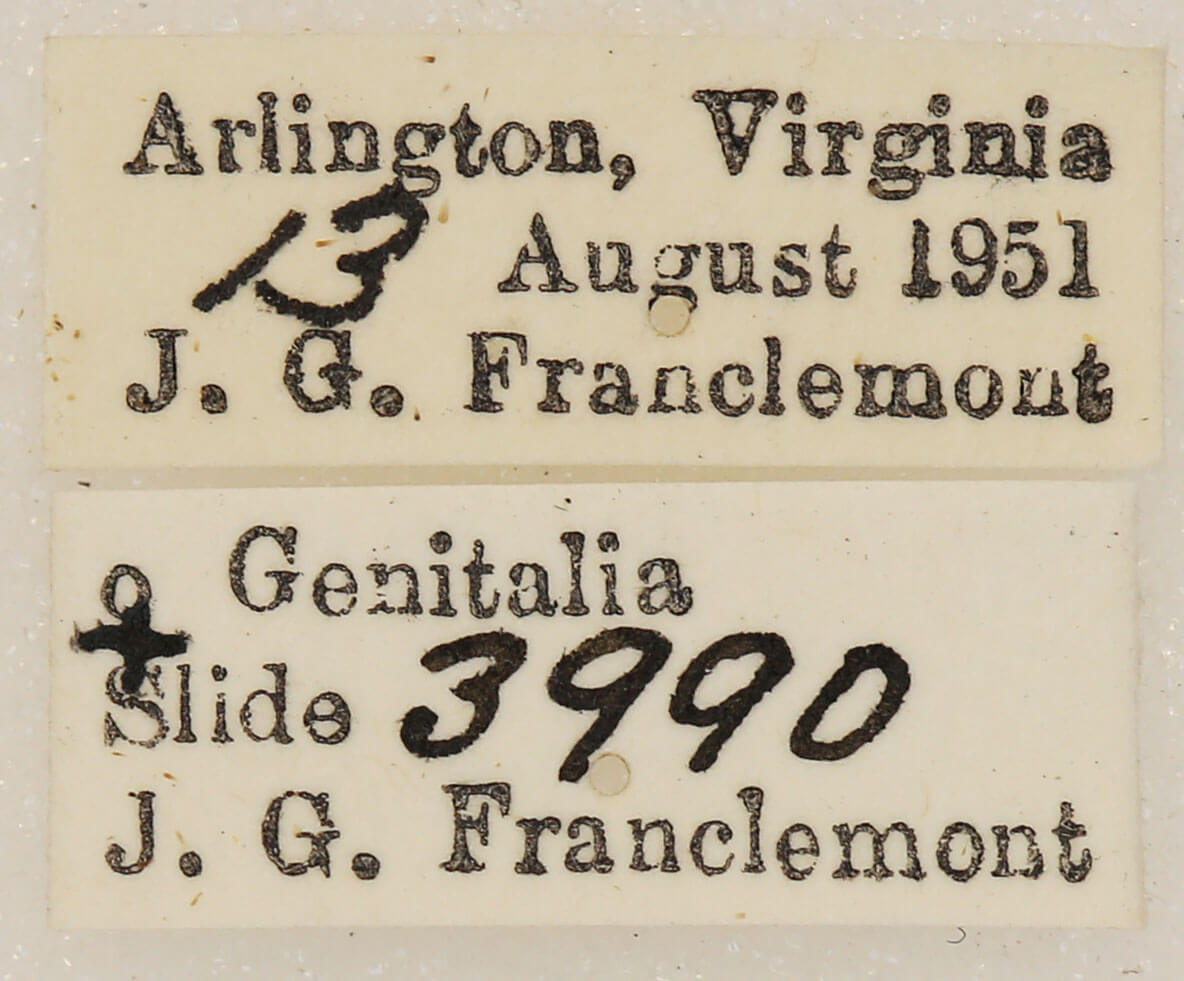 Arlington, Virginia
13 August 1951
J. G. Franclemont
♀ Genitalia
Slide 3990
J. G. Franclemont